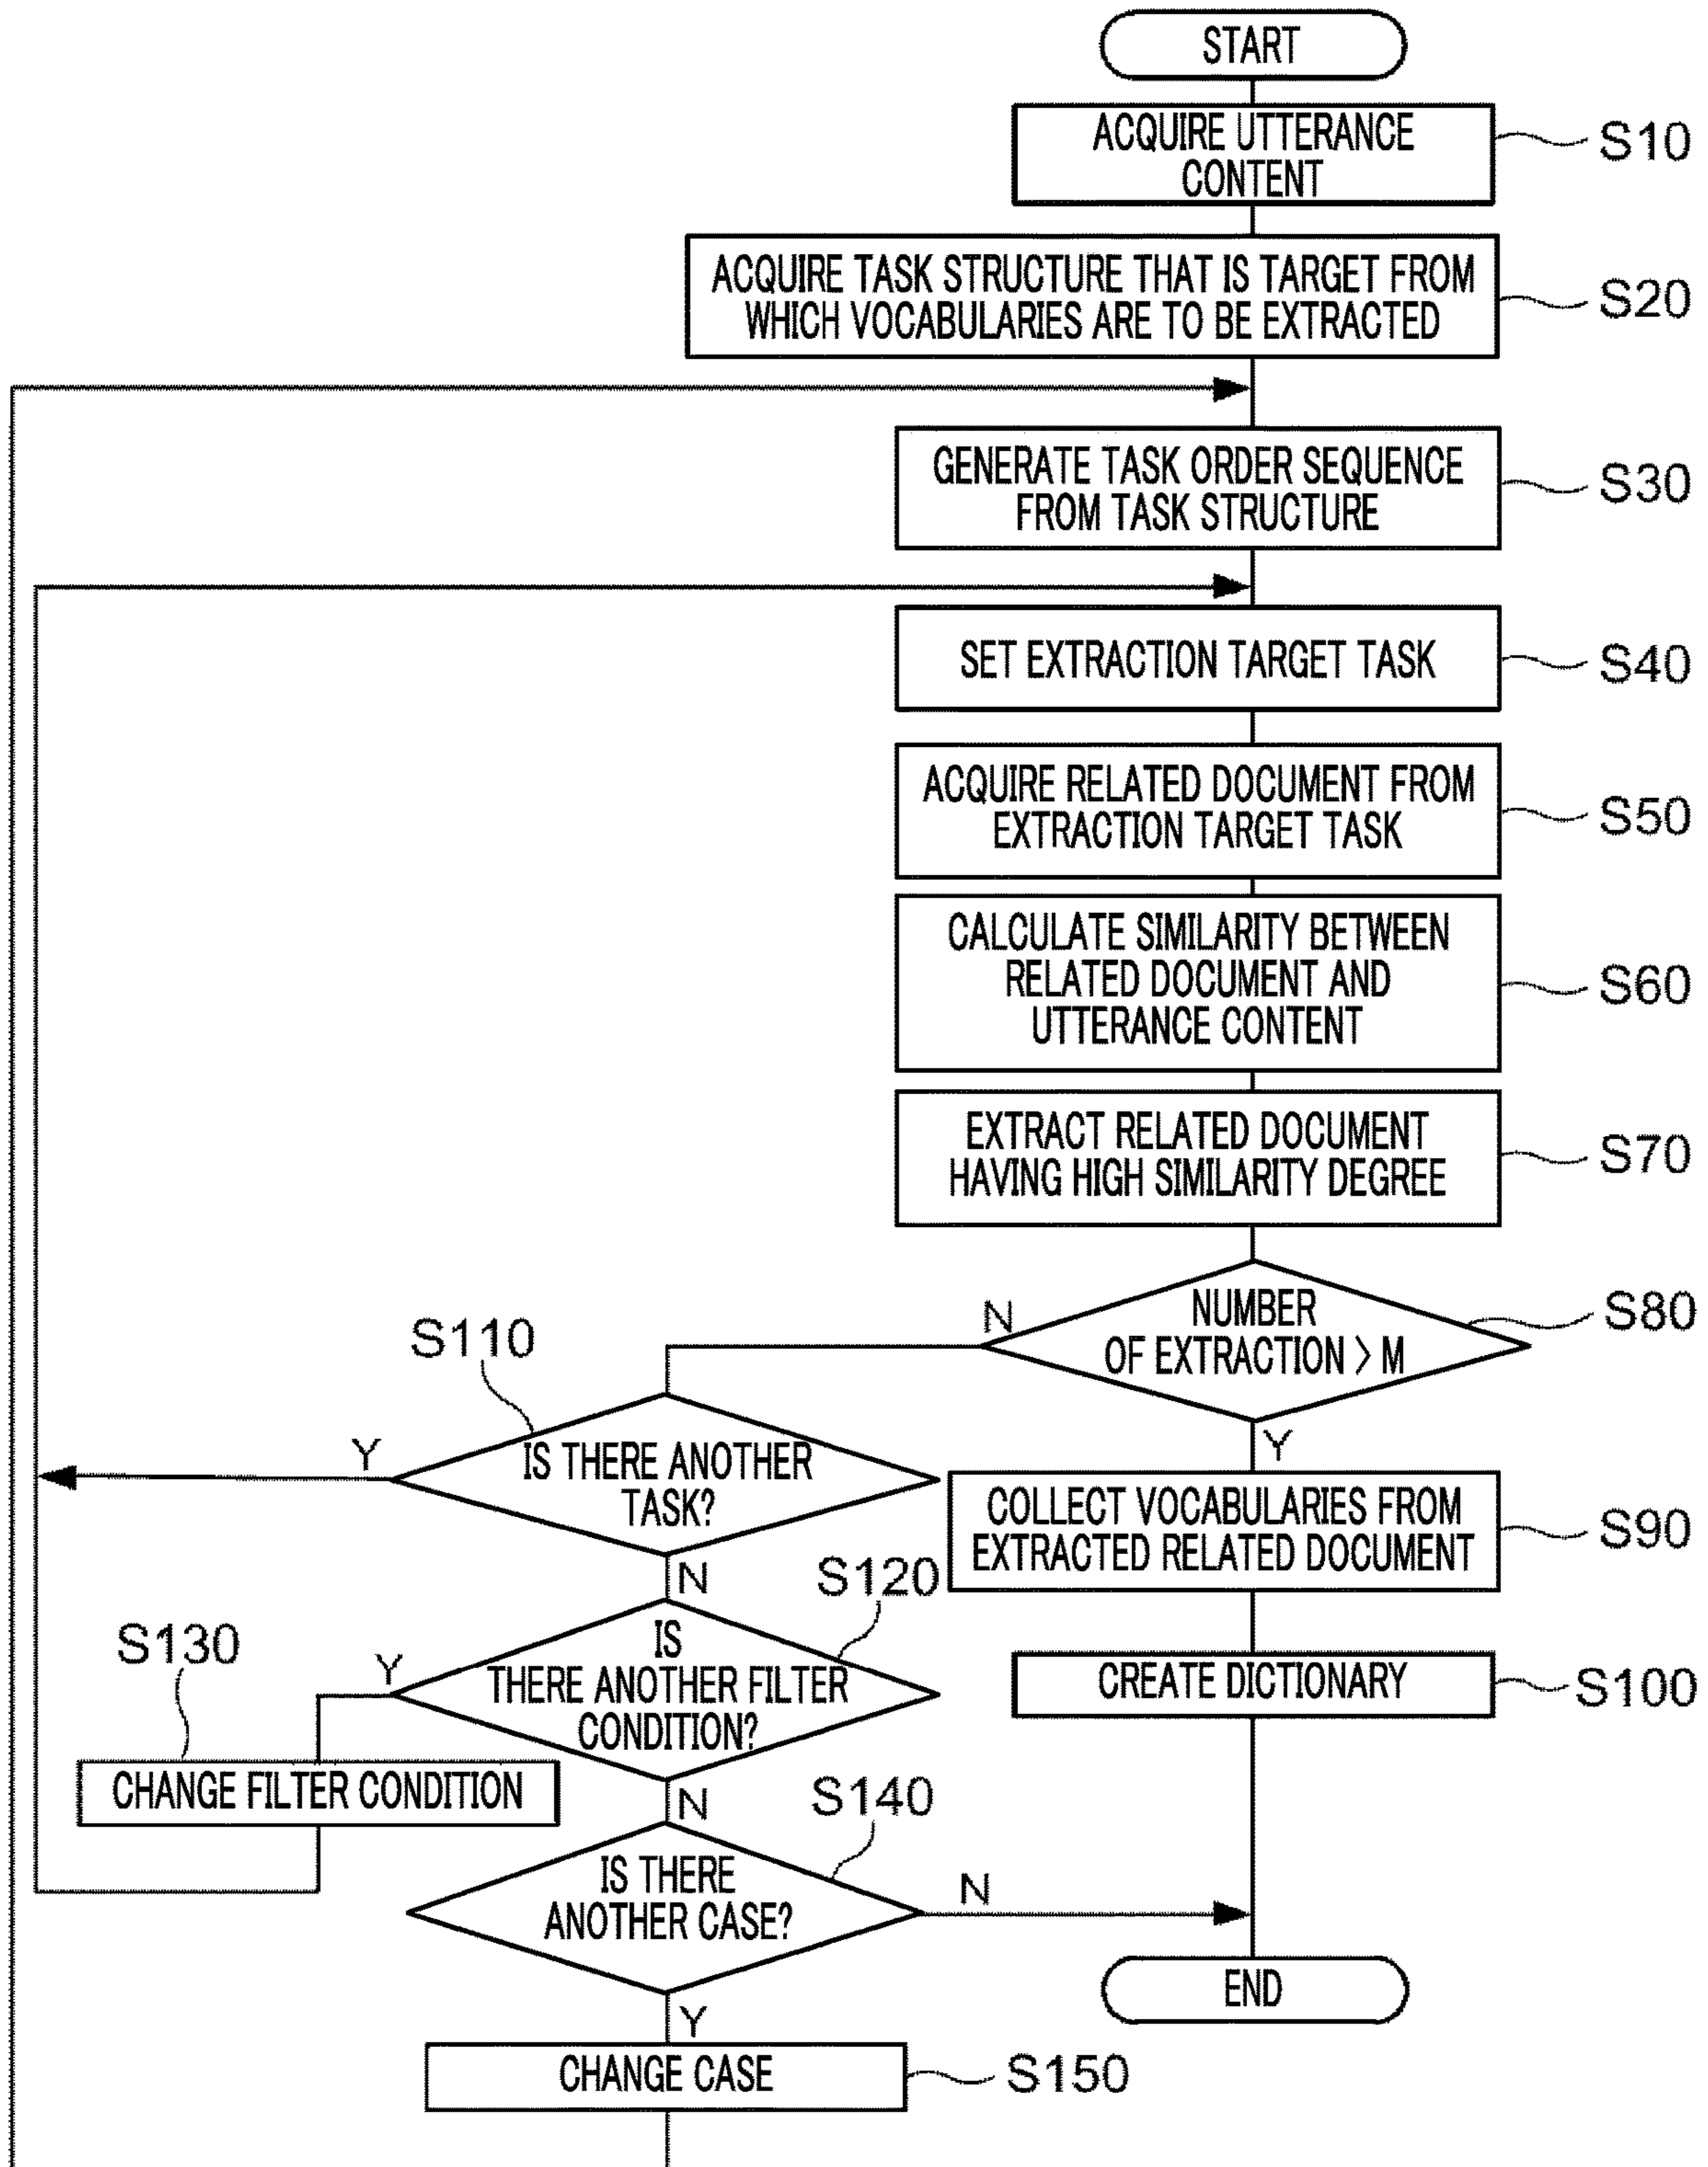 START
ACQUIRE UTTERANCE
CONTENT
S10
ACQUIRE TASK STRUCTURE THAT IS TARGET FROM
WHICH VOCABULARIES ARE TO BE EXTRACTED
S20
GENERATE TASK ORDER SEQUENCE
FROM TASK STRUCTURE
S30
SET EXTRACTION TARGET TASK
S40
ACQUIRE RELATED DOCUMENT FROM
EXTRACTION TARGET TASK
S50
CALCULATE SIMILARITY BETWEEN
RELATED DOCUMENT AND
UTTERANCE CONTENT
S60
EXTRACT RELATED DOCUMENT
HAVING HIGH SIMILARITY DEGREE
S70
NUMBER
OF EXTRACTION > M
S80
N
Y
COLLECT VOCABULARIES FROM
EXTRACTED RELATED DOCUMENT
S90
CREATE DICTIONARY
S100
S110
IS THERE ANOTHER
TASK?
Y
N
S120
IS
THERE ANOTHER FILTER
CONDITION?
Y
S130
CHANGE FILTER CONDITION
N
S140
IS THERE
ANOTHER CASE?
N
END
Y
CHANGE CASE
S150